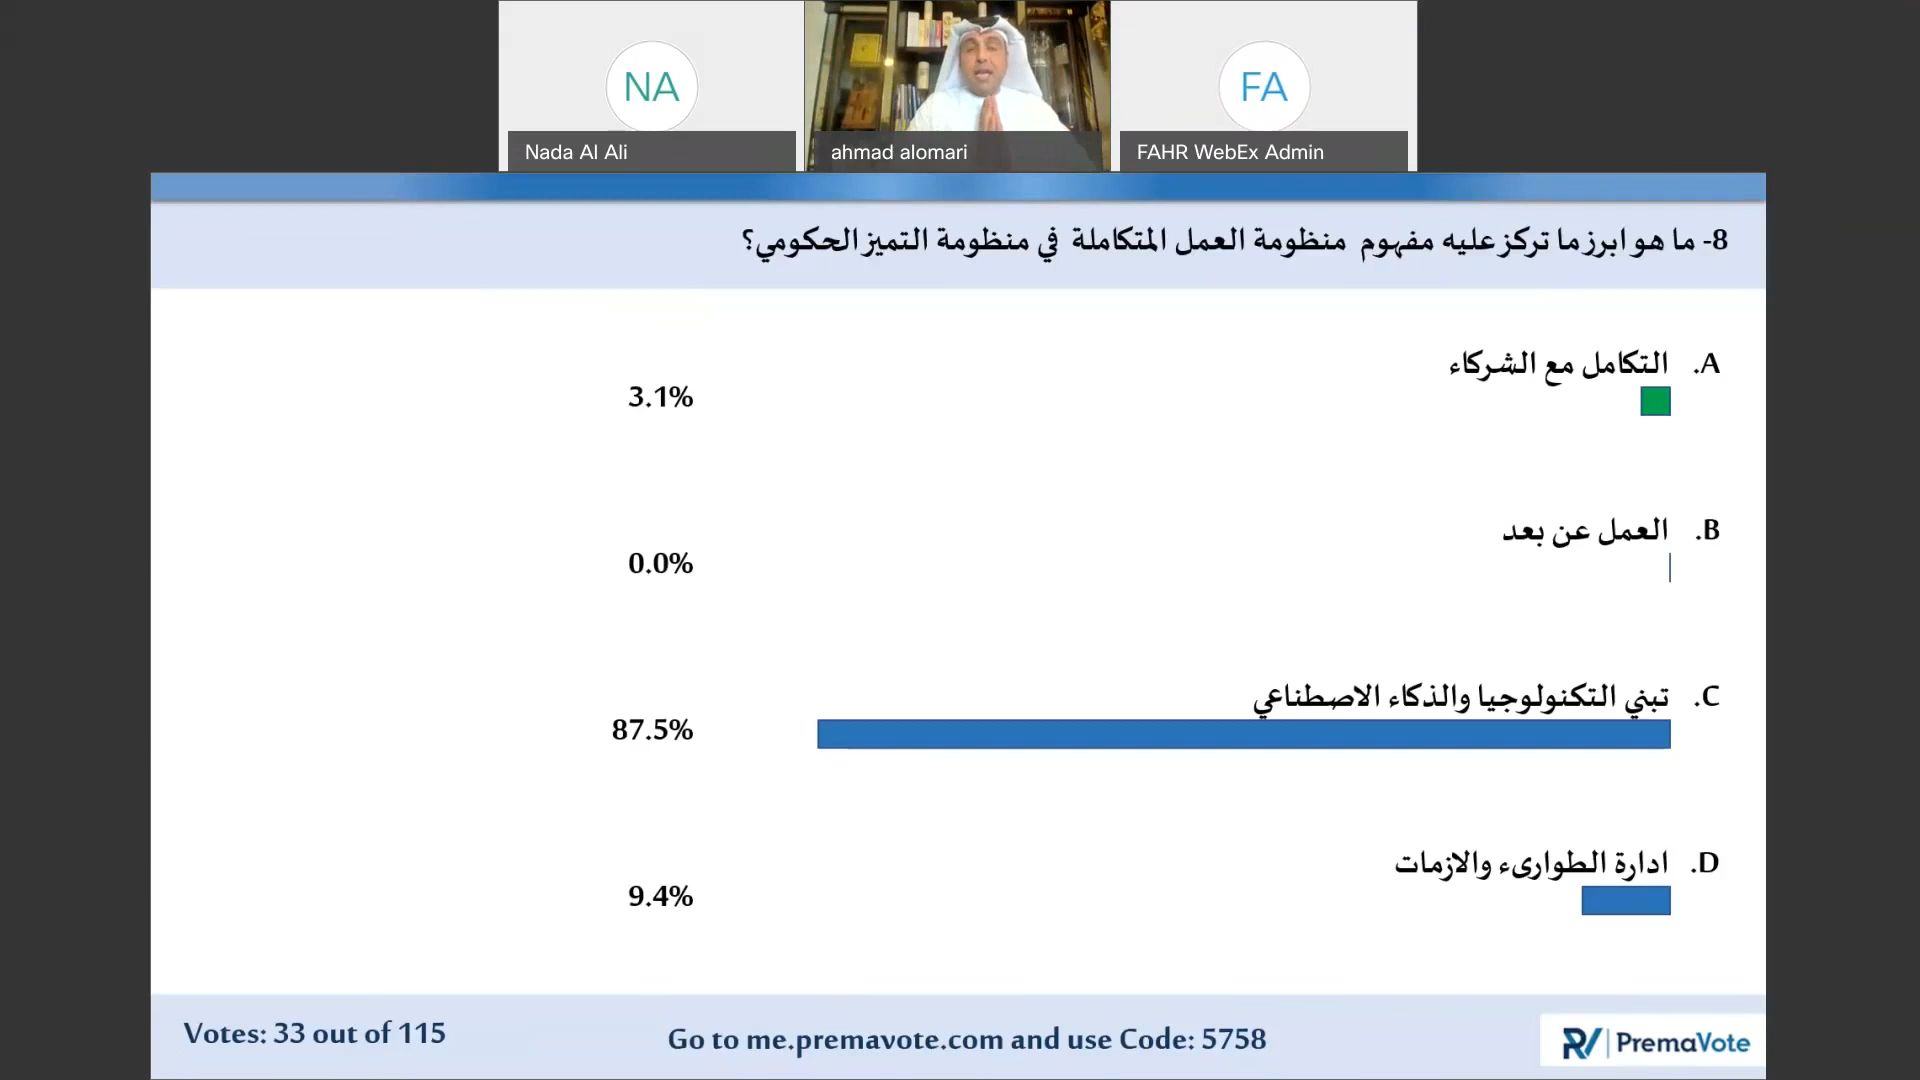 NA
FA
Nada Al Ali
ahmad alomari
FAHR WebEx Admin
8- ما هو ابرز ما تركز عليه مفهوم منظومة العمل المتكاملة في منظومة التميز الحكومي؟
A. التكامل مع الشركاء
3.1%
B. العمل عن بعد
0.0%
C. تبني التكنولوجيا والذكاء الاصطناعي
87.5%
D. ادارة الطوارىء والازمات
9.4%
Votes: 33 out of 115
Go to me.premavote.com and use Code: 5758
PremaVote